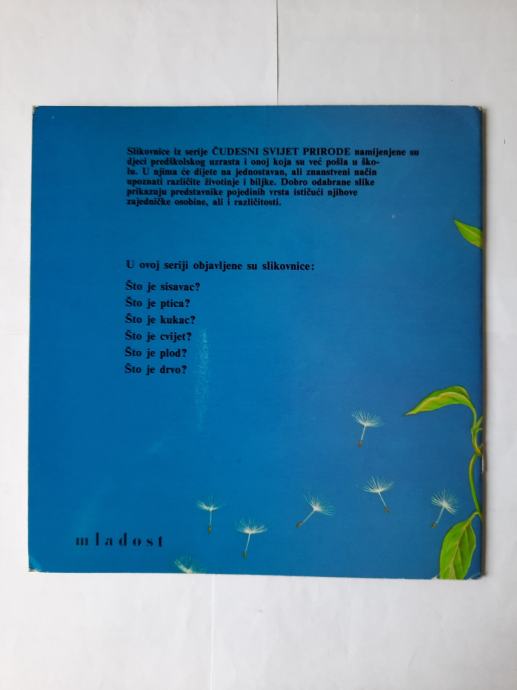 Slikovnice iz serije ČUDESNI SVIJET PRIRODE namijenjene su
djeci predškolskog uzrasta i onoj koja su već pošla u ško-
lu. U njima će dijete na jednostavan, ali znanstveni način
upoznati različite životinje i biljke. Dobro odabrane slike
prikazuju predstavnike pojedinih vrsta ističući njihove
zajedničke osobine, ali i različitosti.
U ovoj seriji objavljene su slikovnice:
Što je sisavac?
Što je ptica?
Što je kukac?
Što je cvijet?
Što je plod?
Što je drvo?
mladost